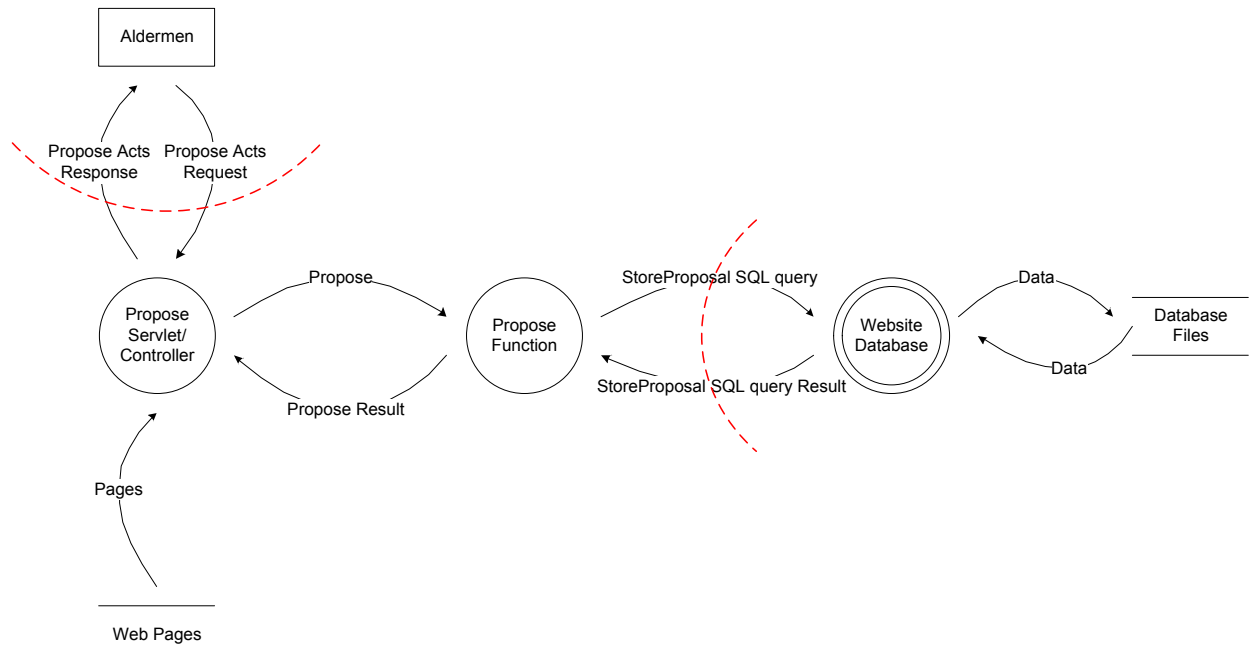 Aldermen
Propose Acts
Response
Propose Acts
Request
Propose
StoreProposal SQL query
Data
Propose
Servlet/
Controller
Propose
Function
Website
Database
Database
Files
Propose Result
StoreProposal SQL query Result
Data
Pages
Web Pages